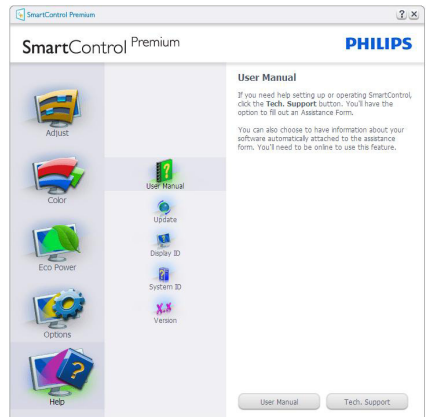 SmartControl Premium
SmartControl Premium
PHILIPS
Adjust
Color
Eco Power
Options
Help
User Manual
Update
Display ID
System ID
X.X
Version
User Manual
If you need help setting up or operating SmartControl,
click the Tech. Support button. You'll have the
option to fill out an Assistance Form.
You can also choose to have information about your
software automatically attached to the assistance
form. You'll need to be online to use this feature.
User Manual
Tech. Support